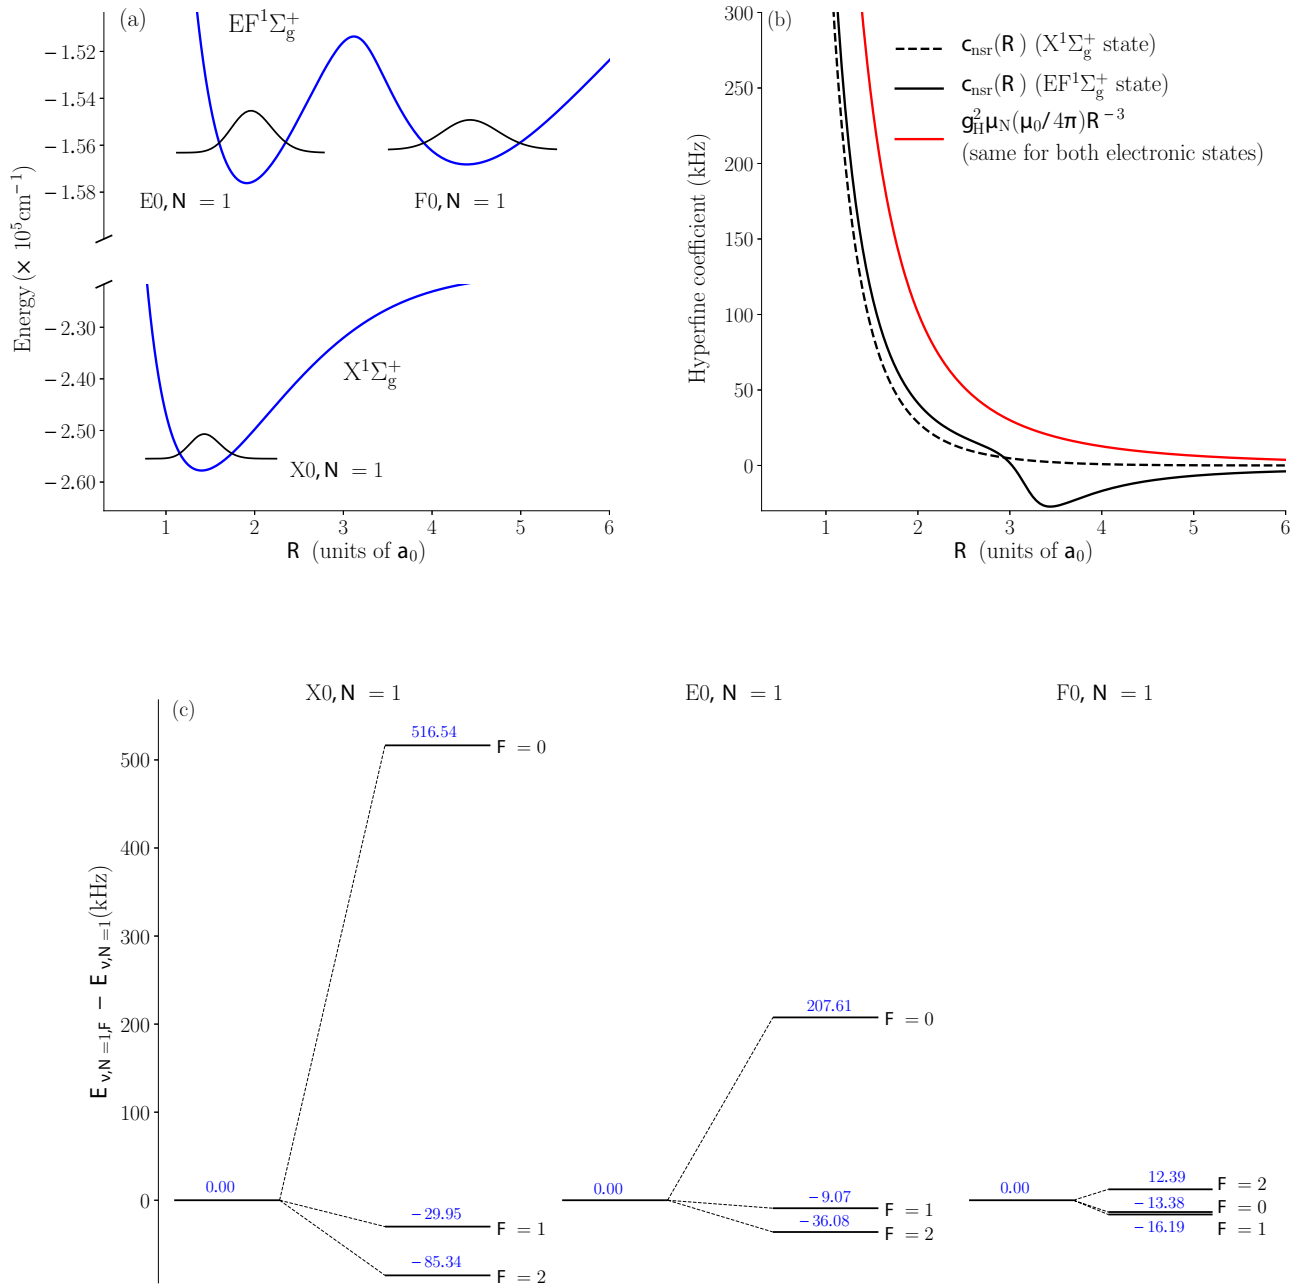 (a)
EF¹Σg⁺
−1.52
−1.54
−1.56
−1.58
E0, N = 1
F0, N = 1
Energy (× 10⁵cm⁻¹)
−2.30
−2.40
−2.50
−2.60
X¹Σg⁺
X0, N = 1
1 2 3 4 5 6
R (units of a₀)
(b)
300
250
200
150
100
50
0
Hyperfine coefficient (kHz)
c_nsr(R) (X¹Σg⁺ state)
c_nsr(R) (EF¹Σg⁺ state)
g_H²μ_N(μ₀/4π)R⁻³
(same for both electronic states)
1 2 3 4 5 6
R (units of a₀)
X0, N = 1
E0, N = 1
F0, N = 1
(c)
500
400
300
200
100
0
E_{ν,N=1,F} − E_{ν,N=1}(kHz)
516.54
F = 0
0.00
−29.95
F = 1
−85.34
F = 2
207.61
F = 0
0.00
−9.07
F = 1
−36.08
F = 2
0.00
12.39
F = 2
−13.38
F = 0
−16.19
F = 1